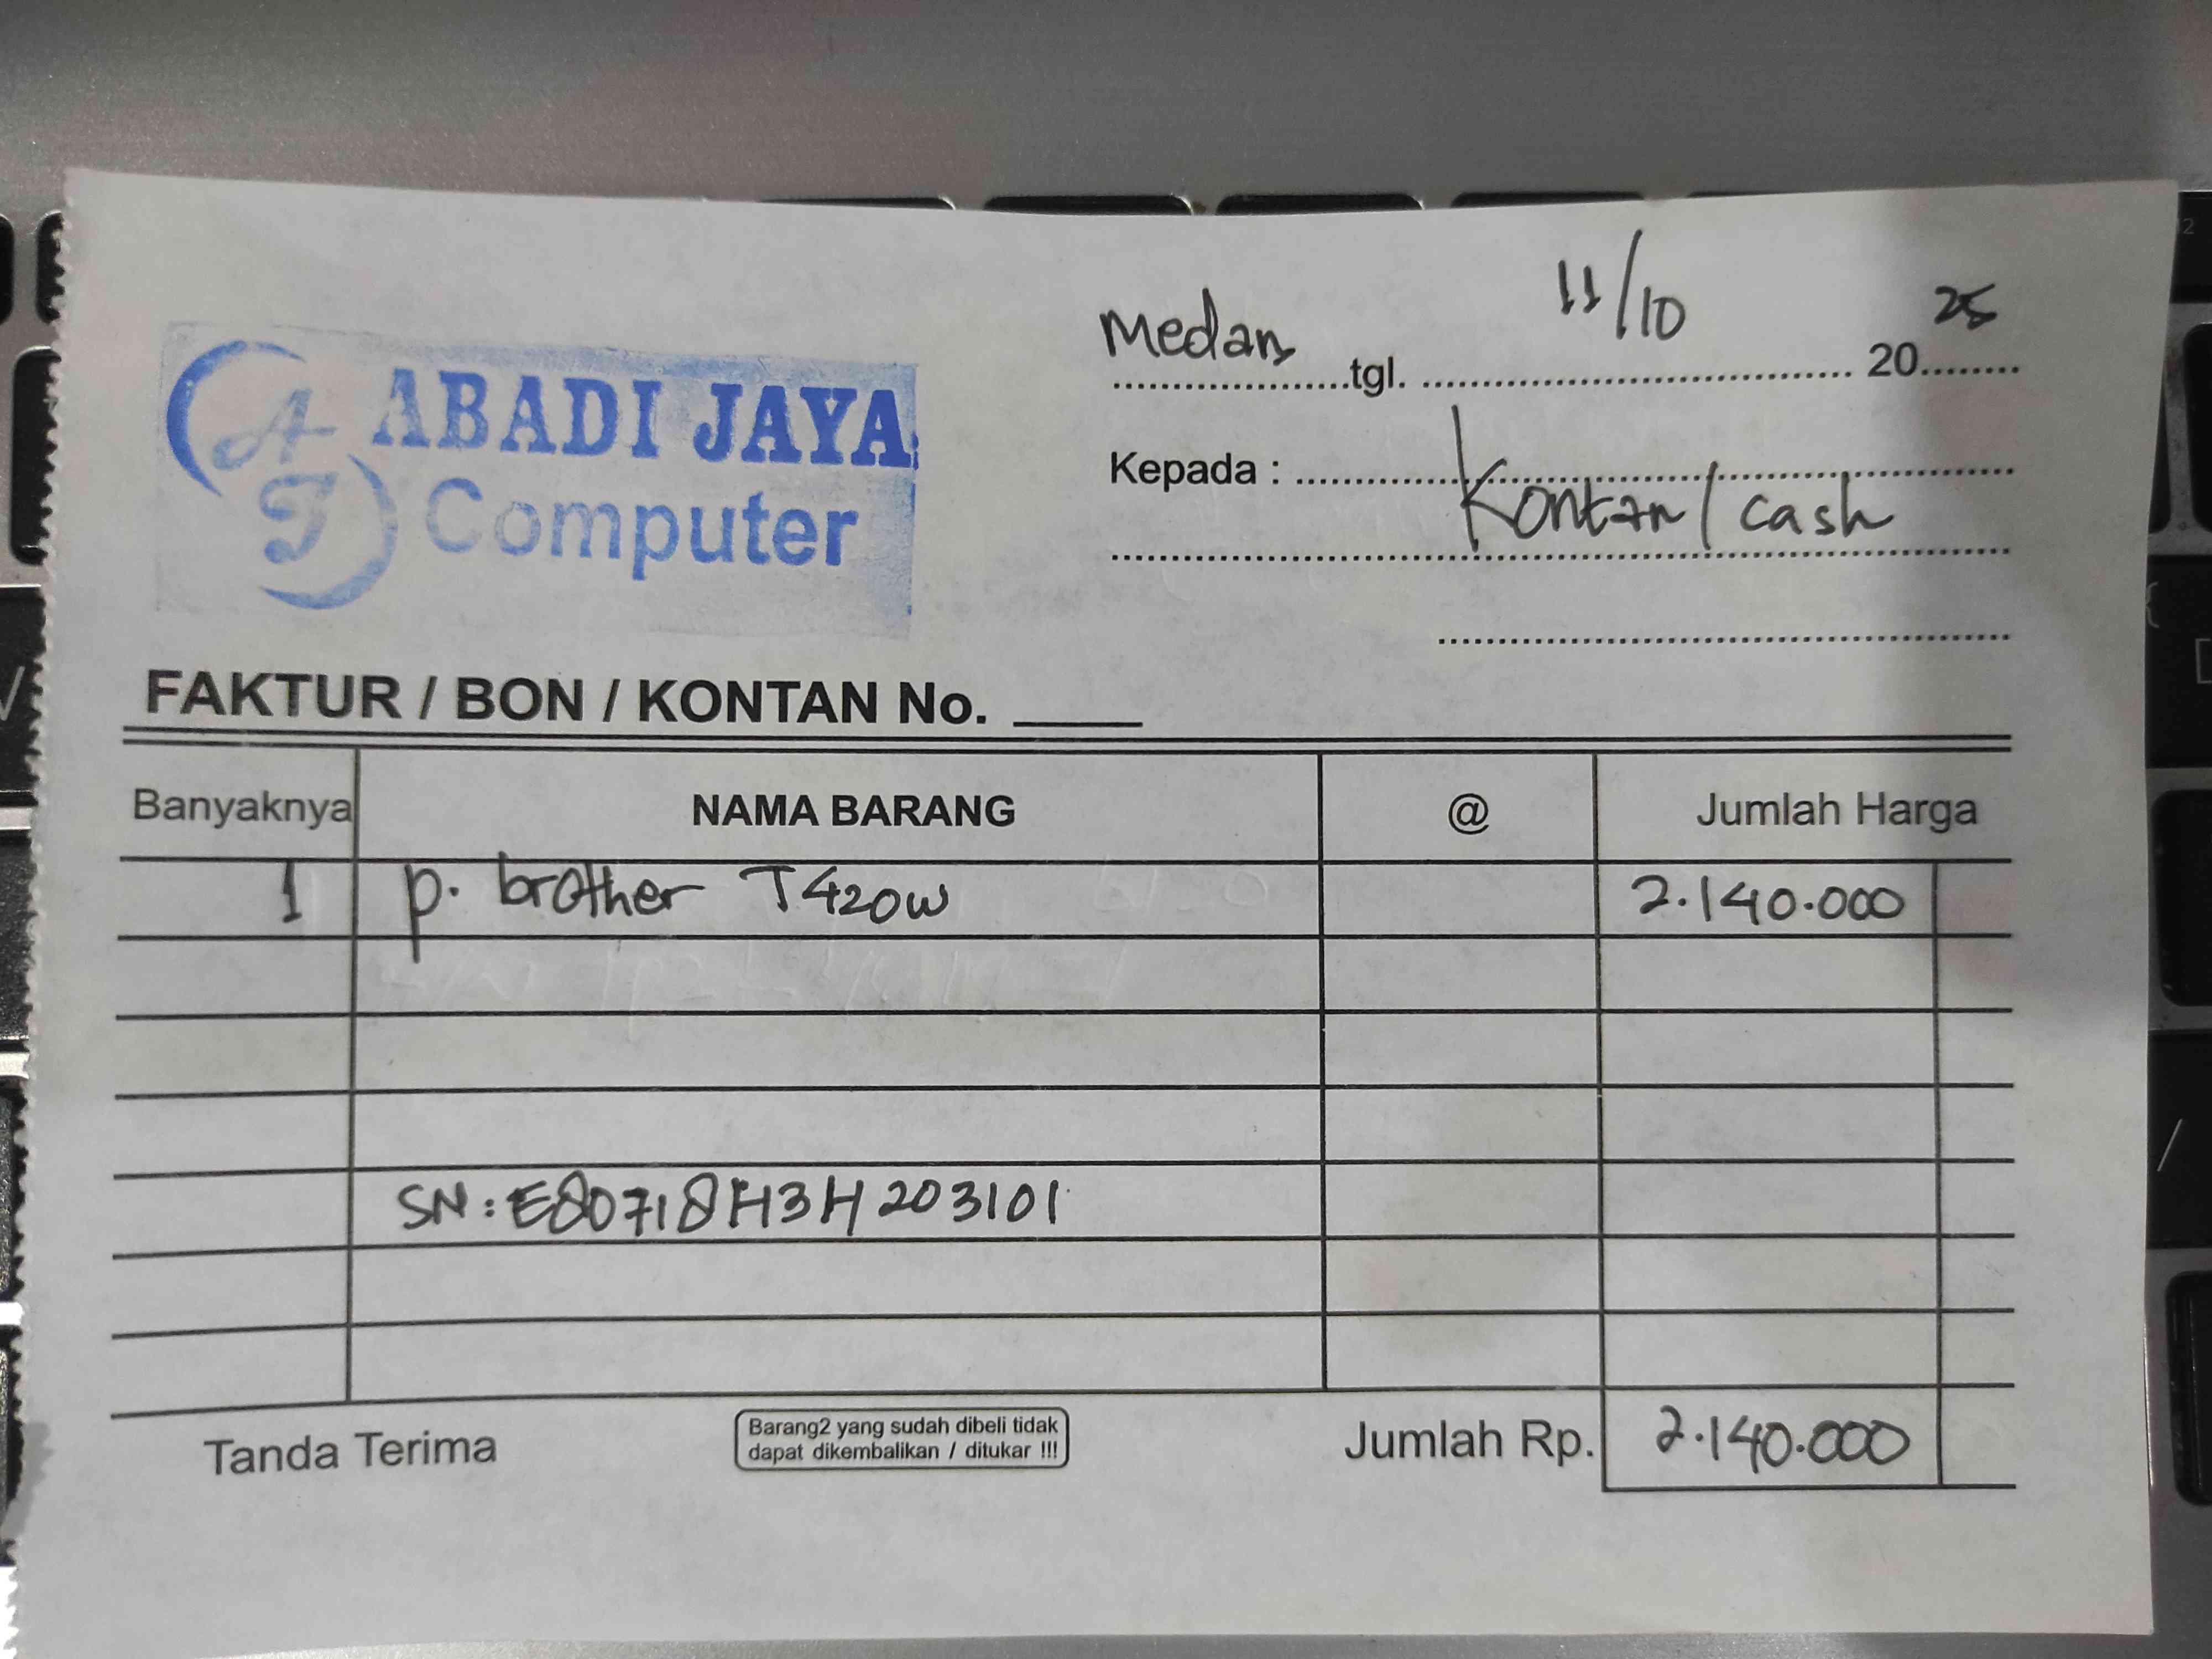 Medan tgl. 11/10 2025
AJ ABADI JAYA
Computer
Kepada :
Kontan / cash
FAKTUR / BON / KONTAN No.
Banyaknya NAMA BARANG @ Jumlah Harga
1 p. brother T420w 2.140.000
SN : E80718H3H203101
Tanda Terima
Barang2 yang sudah dibeli tidak
dapat dikembalikan / ditukar !!!
Jumlah Rp. 2.140.000